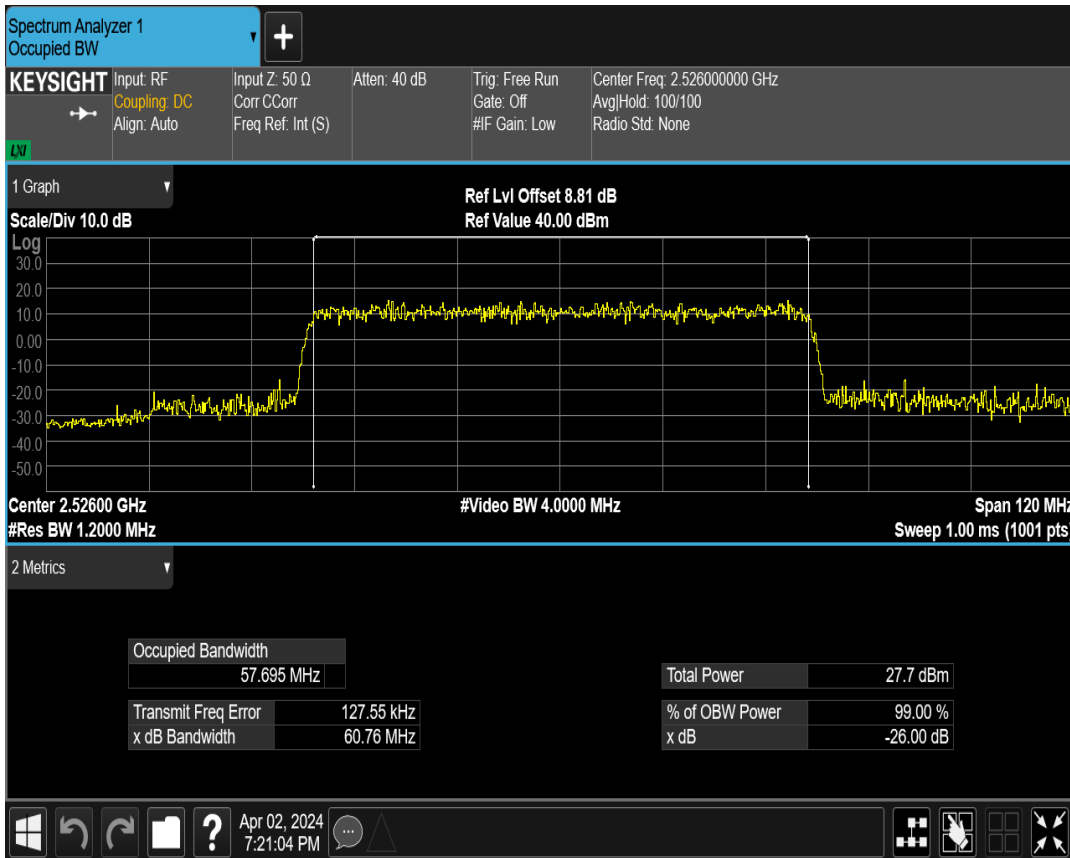 Spectrum Analyzer 1
Occupied BW
+
KEYSIGHT
LXI
Input: RF
Coupling: DC
Align: Auto
Input Z: 50 Ω
Corr CCorr
Freq Ref: Int (S)
Atten: 40 dB
Trig: Free Run
Gate: Off
#IF Gain: Low
Center Freq: 2.526000000 GHz
Avg|Hold: 100/100
Radio Std: None
1 Graph
Scale/Div 10.0 dB
Ref Lvl Offset 8.81 dB
Ref Value 40.00 dBm
Log
30.0
20.0
10.0
0.00
-10.0
-20.0
-30.0
-40.0
-50.0
Center 2.52600 GHz
#Video BW 4.0000 MHz
Span 120 MHz
#Res BW 1.2000 MHz
Sweep 1.00 ms (1001 pts)
2 Metrics
Occupied Bandwidth
57.695 MHz
Transmit Freq Error 127.55 kHz
x dB Bandwidth 60.76 MHz
Total Power 27.7 dBm
% of OBW Power 99.00 %
x dB -26.00 dB
?
Apr 02, 2024
7:21:04 PM